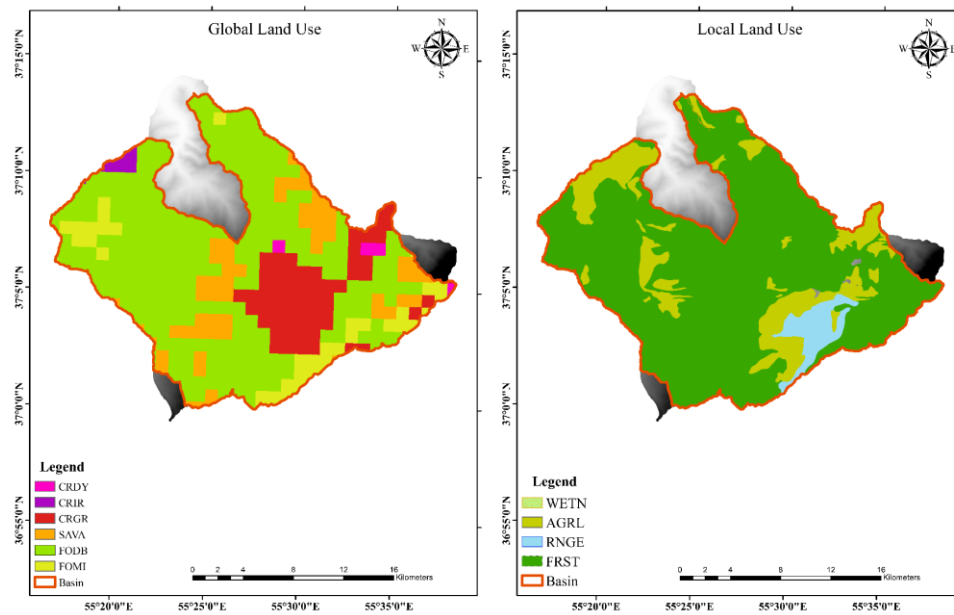 Global Land Use
N
W E
S
37°15'0"N
37°10'0"N
37°5'0"N
37°0'0"N
36°55'0"N
Legend
CRDY
CRIR
CRGR
SAVA
FODB
FOMI
Basin
0 2 4 8 12 16
Kilometers
55°20'0"E 55°25'0"E 55°30'0"E 55°35'0"E
Local Land Use
N
W E
S
37°15'0"N
37°10'0"N
37°5'0"N
37°0'0"N
36°55'0"N
Legend
WETN
AGRL
RNGE
FRST
Basin
0 2 4 8 12 16
Kilometers
55°20'0"E 55°25'0"E 55°30'0"E 55°35'0"E